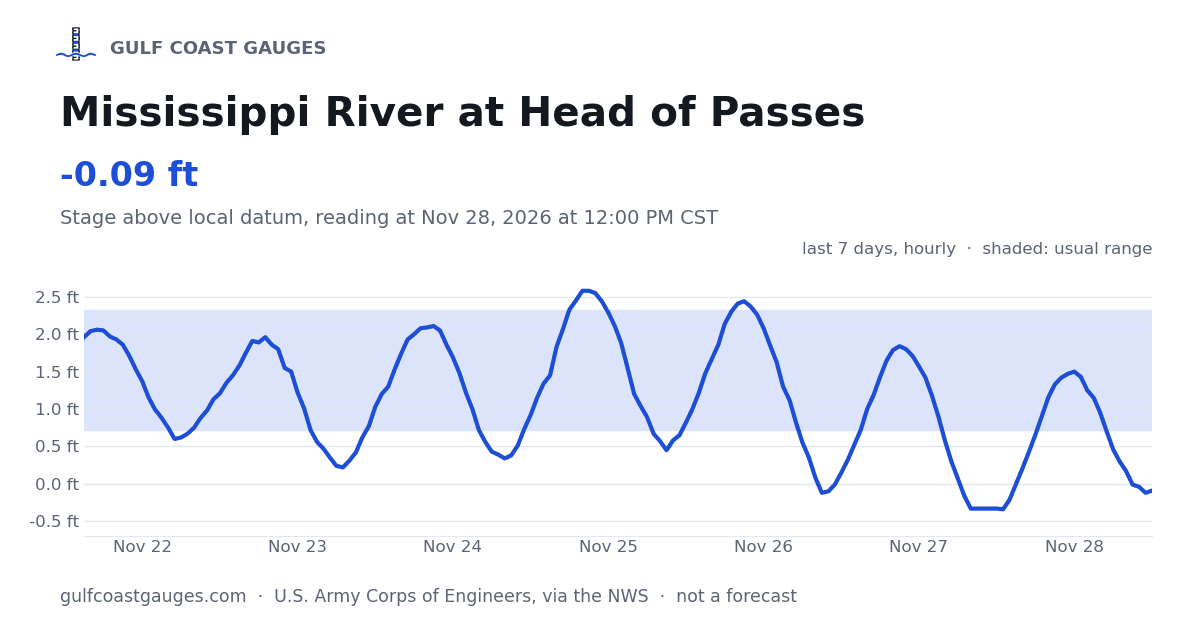 GULF COAST GAUGES
Mississippi River at Head of Passes
-0.09 ft
Stage above local datum, reading at Nov 28, 2026 at 12:00 PM CST
last 7 days, hourly · shaded: usual range
2.5 ft
2.0 ft
1.5 ft
1.0 ft
0.5 ft
0.0 ft
-0.5 ft
Nov 22 Nov 23 Nov 24 Nov 25 Nov 26 Nov 27 Nov 28
gulfcoastgauges.com · U.S. Army Corps of Engineers, via the NWS · not a forecast